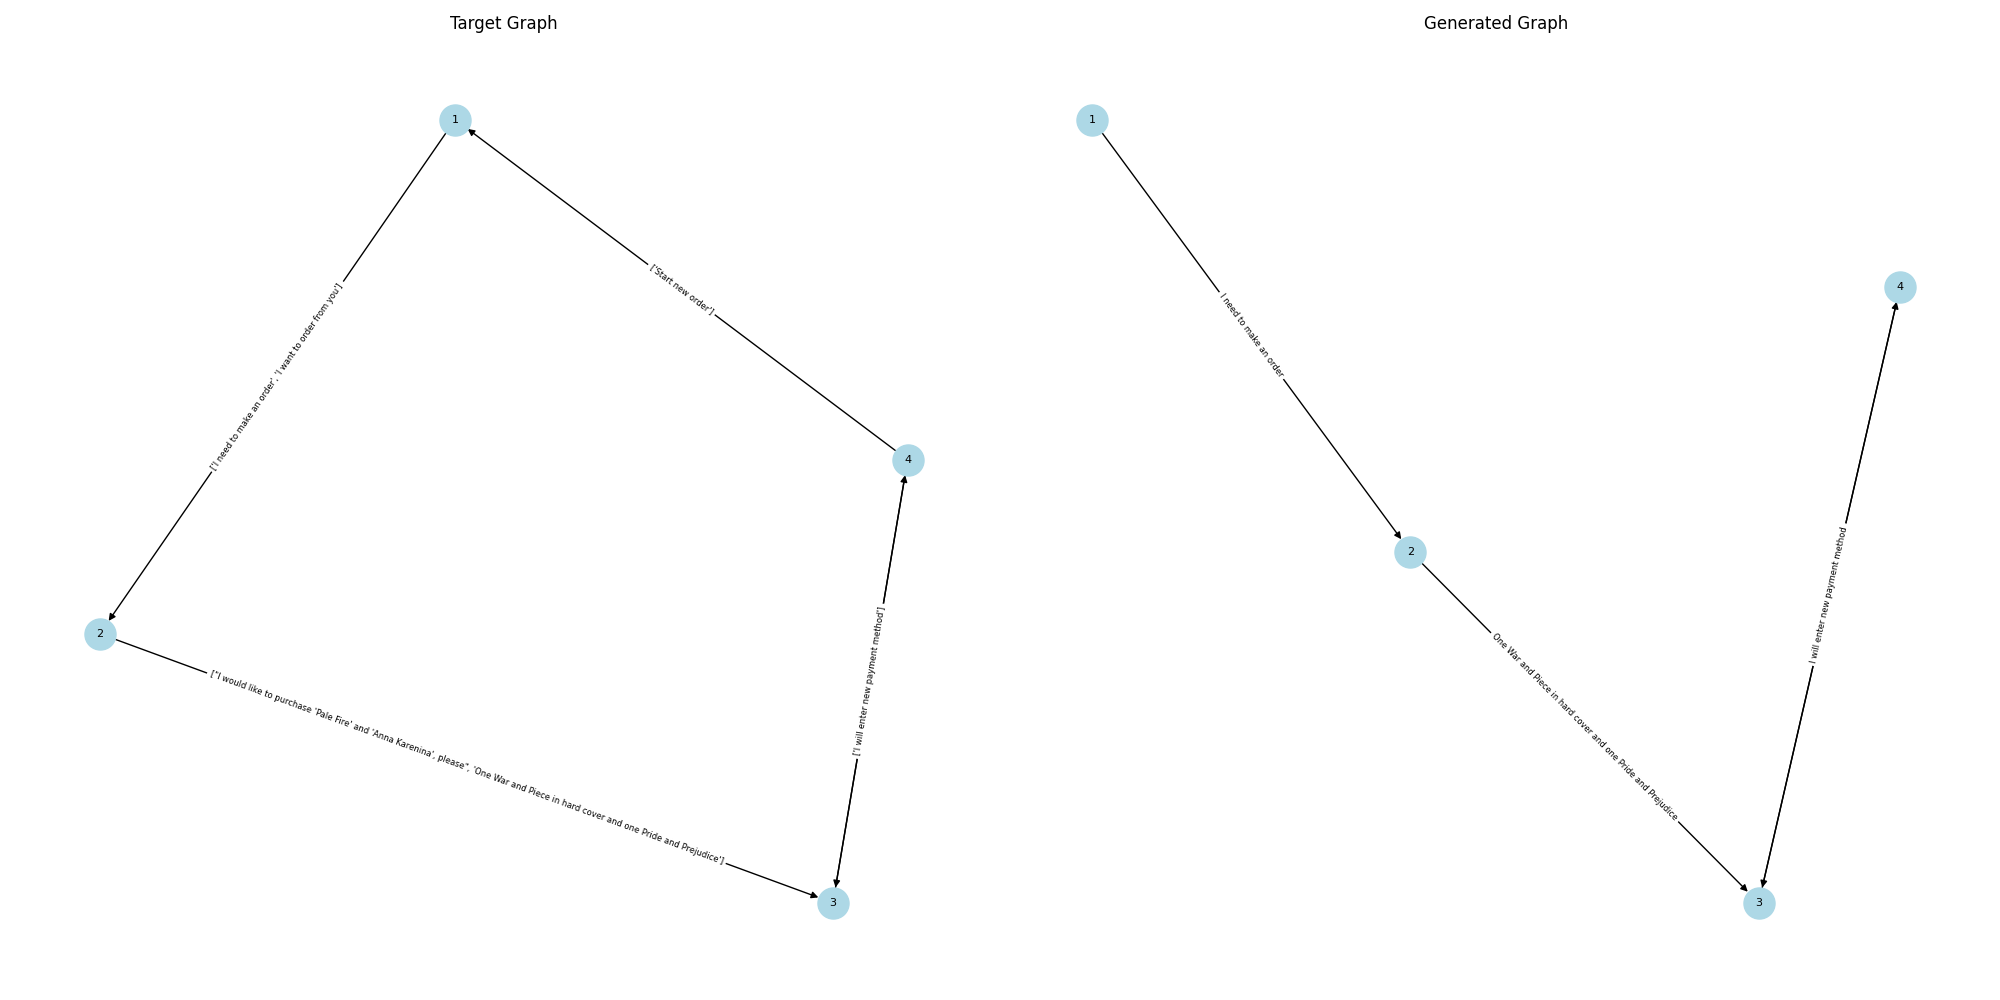 Target Graph
1
['Start new order']
['I need to make an order', 'I want to order from you']
4
2
['I will enter new payment method']
["I would like to purchase 'Pale Fire' and 'Anna Karenina', please", 'One War and Piece in hard cover and one Pride and Prejudice']
3
Generated Graph
1
4
I need to make an order
2
I will enter new payment method
One War and Piece in hard cover and one Pride and Prejudice
3